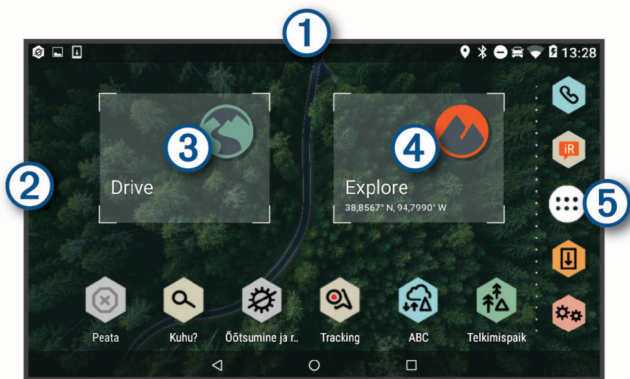 1
13:28
2
3
Drive
4
Explore
38,8567° N, 94,7990° W
iR
5
Peata
Kuhu?
Öötsumine ja r..
Tracking
ABC
Telkimispaik